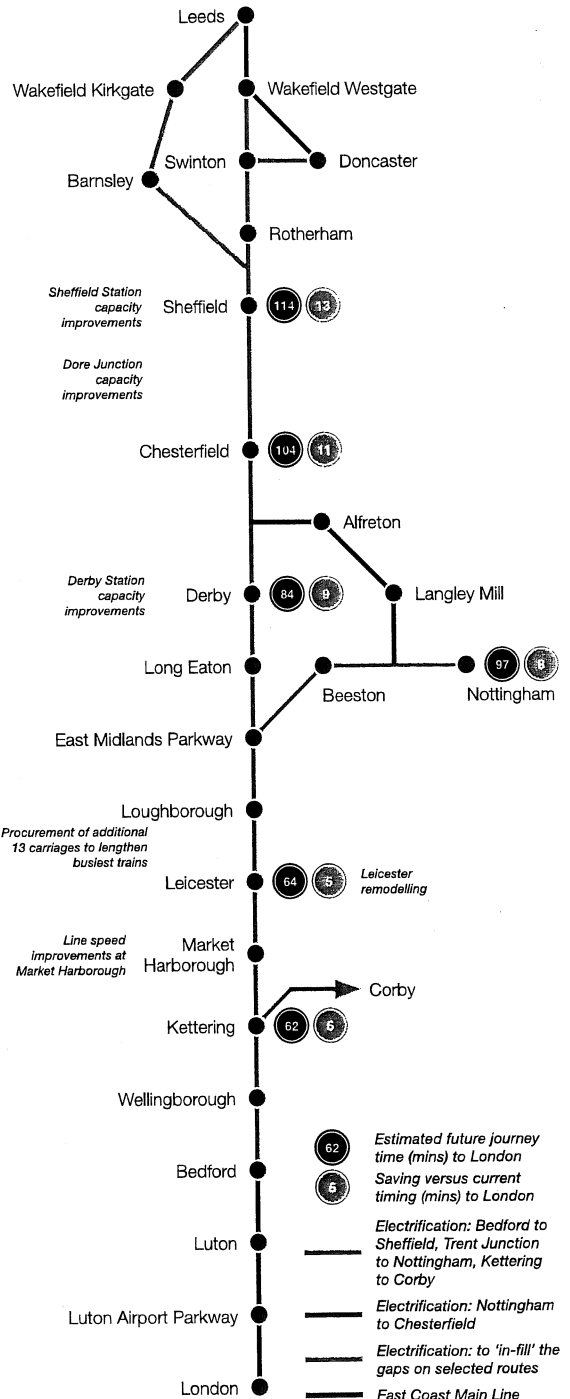 Leeds
Wakefield Kirkgate
Wakefield Westgate
Swinton
Doncaster
Barnsley
Rotherham
Sheffield Station
capacity
improvements
Sheffield
114
13
Dore Junction
capacity
improvements
Chesterfield
104
11
Alfreton
Derby Station
capacity
improvements
Derby
84
9
Langley Mill
Long Eaton
Beeston
97
8
Nottingham
East Midlands Parkway
Loughborough
Procurement of additional
13 carriages to lengthen
busiest trains
Leicester
64
5
Leicester
remodelling
Line speed
improvements at
Market Harborough
Market
Harborough
Corby
Kettering
62
6
Wellingborough
Bedford
Luton
Luton Airport Parkway
London
62
Estimated future journey
time (mins) to London
5
Saving versus current
timing (mins) to London
Electrification: Bedford to
Sheffield, Trent Junction
to Nottingham, Kettering
to Corby
Electrification: Nottingham
to Chesterfield
Electrification: to 'in-fill' the
gaps on selected routes
East Coast Main Line